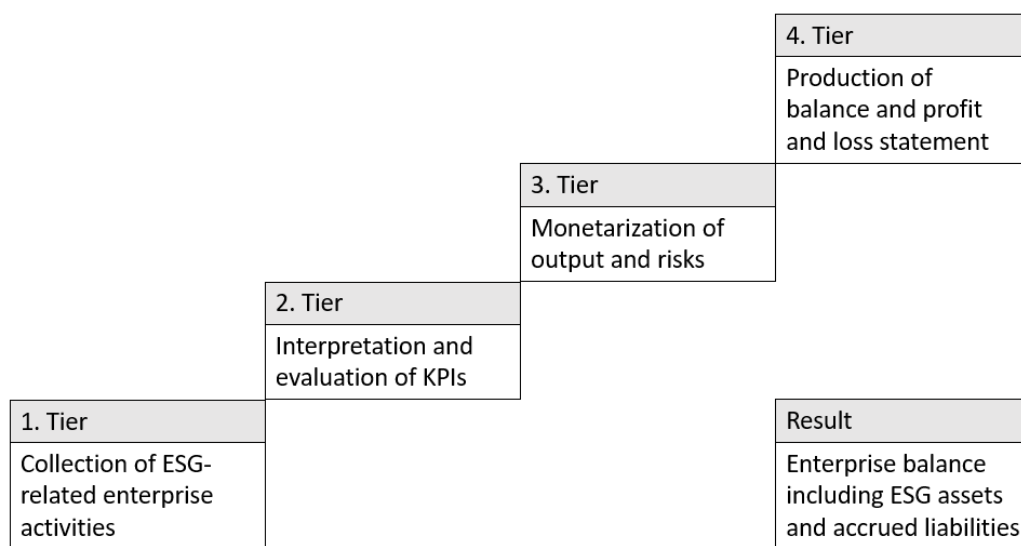 1. Tier
Collection of ESG-
related enterprise
activities
2. Tier
Interpretation and
evaluation of KPIs
3. Tier
Monetarization of
output and risks
4. Tier
Production of
balance and profit
and loss statement
Result
Enterprise balance
including ESG assets
and accrued liabilities